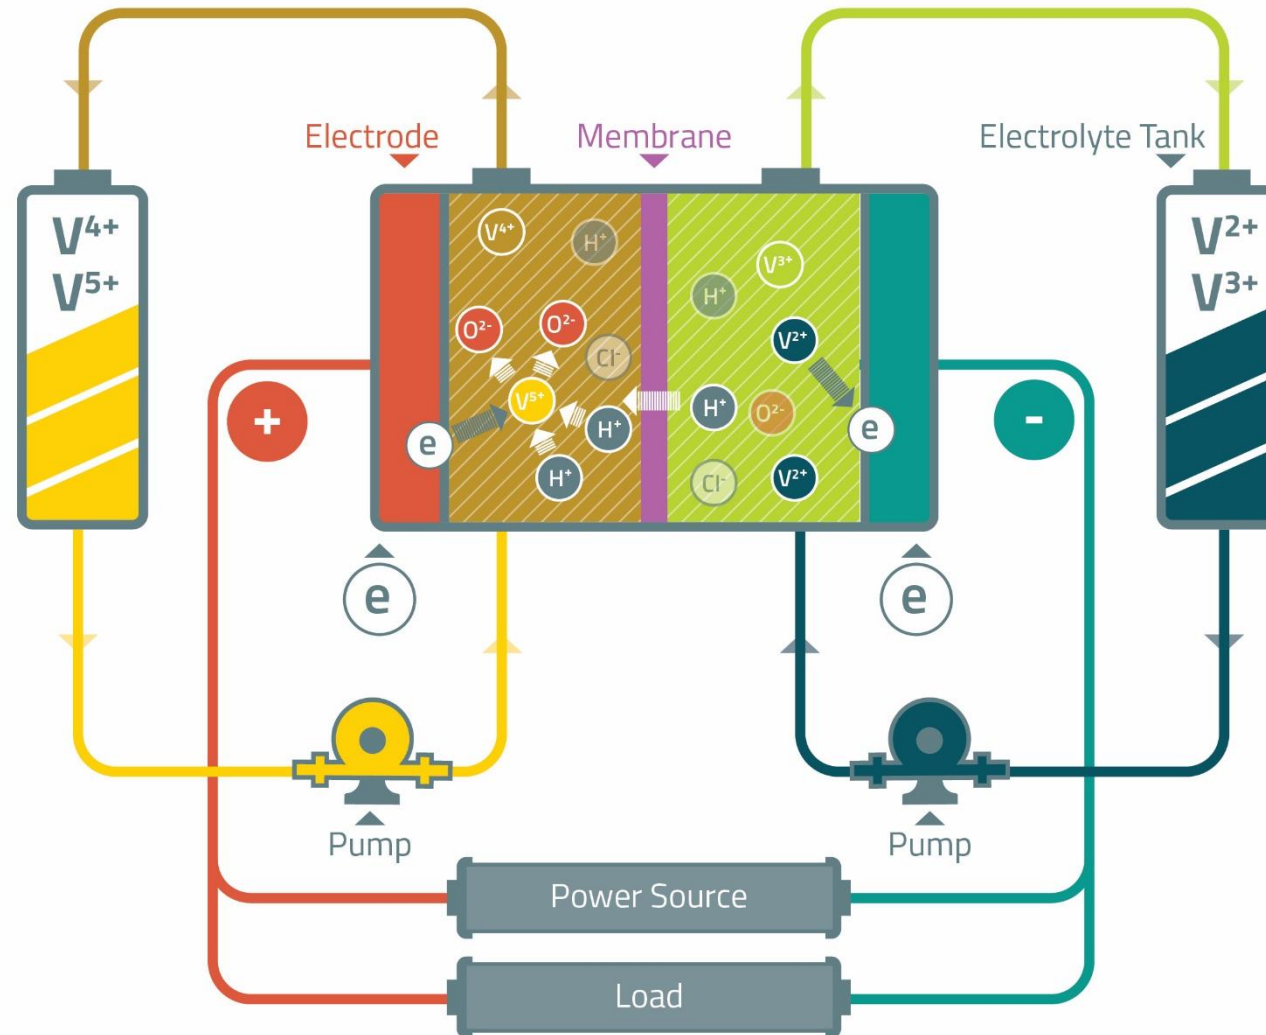 Electrode
Membrane
Electrolyte Tank
V⁴⁺
V⁵⁺
V²⁺
V³⁺
V⁴⁺
H⁺
V³⁺
H⁺
O²⁻
O²⁻
V²⁺
Cl⁻
V⁵⁺
H⁺
H⁺
O²⁻
+
-
e
e
H⁺
Cl⁻
V²⁺
e
e
Pump
Pump
Power Source
Load